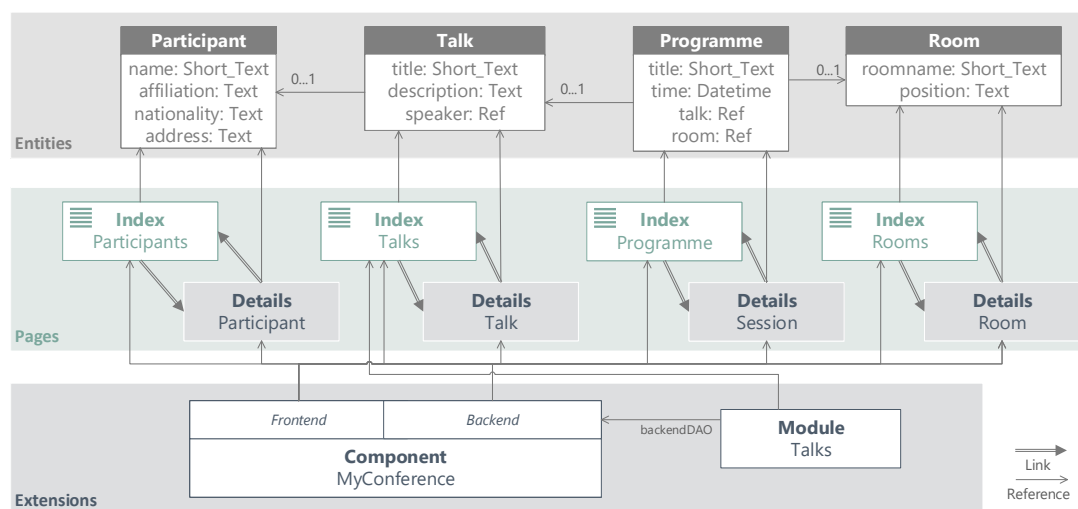 Participant
name: Short_Text
affiliation: Text
nationality: Text
address: Text
0...1
Talk
title: Short_Text
description: Text
speaker: Ref
0...1
Programme
title: Short_Text
time: Datetime
talk: Ref
room: Ref
0...1
Room
roomname: Short_Text
position: Text
Entities
Index
Participants
Index
Talks
Index
Programme
Index
Rooms
Details
Participant
Details
Talk
Details
Session
Details
Room
Pages
Frontend
Backend
Component
MyConference
backendDAO
Module
Talks
Extensions
Link
Reference